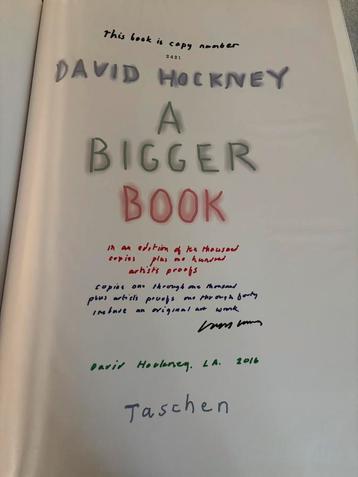 This book is copy number
2421
DAVID HOCKNEY
A
BIGGER
BOOK
in an edition of ten thousand
copies plus one hundred
artists proofs
copies one through one thousand
plus artists proofs one through forty
include an original art work
David Hockney, L.A. 2016
Taschen